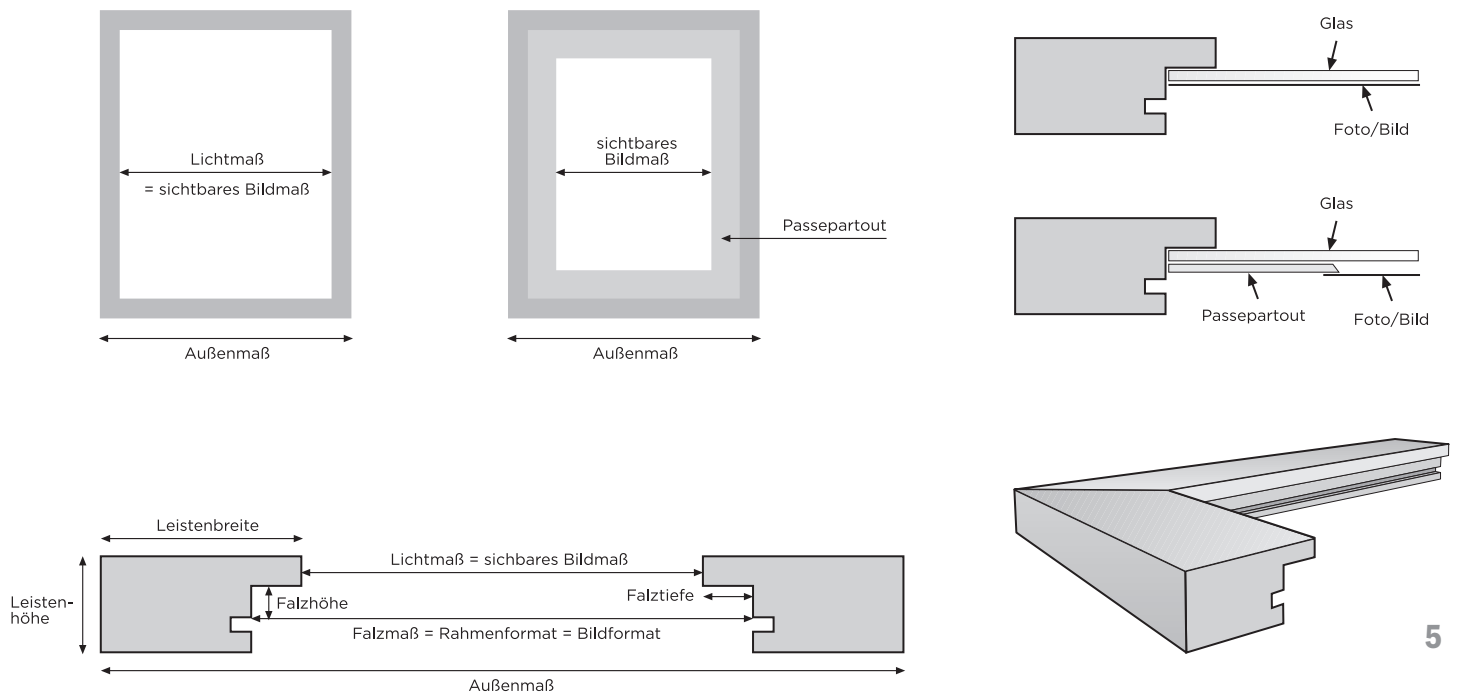 Lichtmaß
= sichtbares Bildmaß
Außenmaß
sichtbares
Bildmaß
Passepartout
Außenmaß
Glas
Foto/Bild
Glas
Passepartout
Foto/Bild
Leistenbreite
Lichtmaß = sichbares Bildmaß
Leisten-
höhe
Falzhöhe
Falztiefe
Falzmaß = Rahmenformat = Bildformat
Außenmaß
5